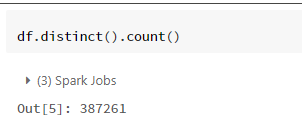 df.distinct().count()
(3) Spark Jobs
Out[5]: 387261